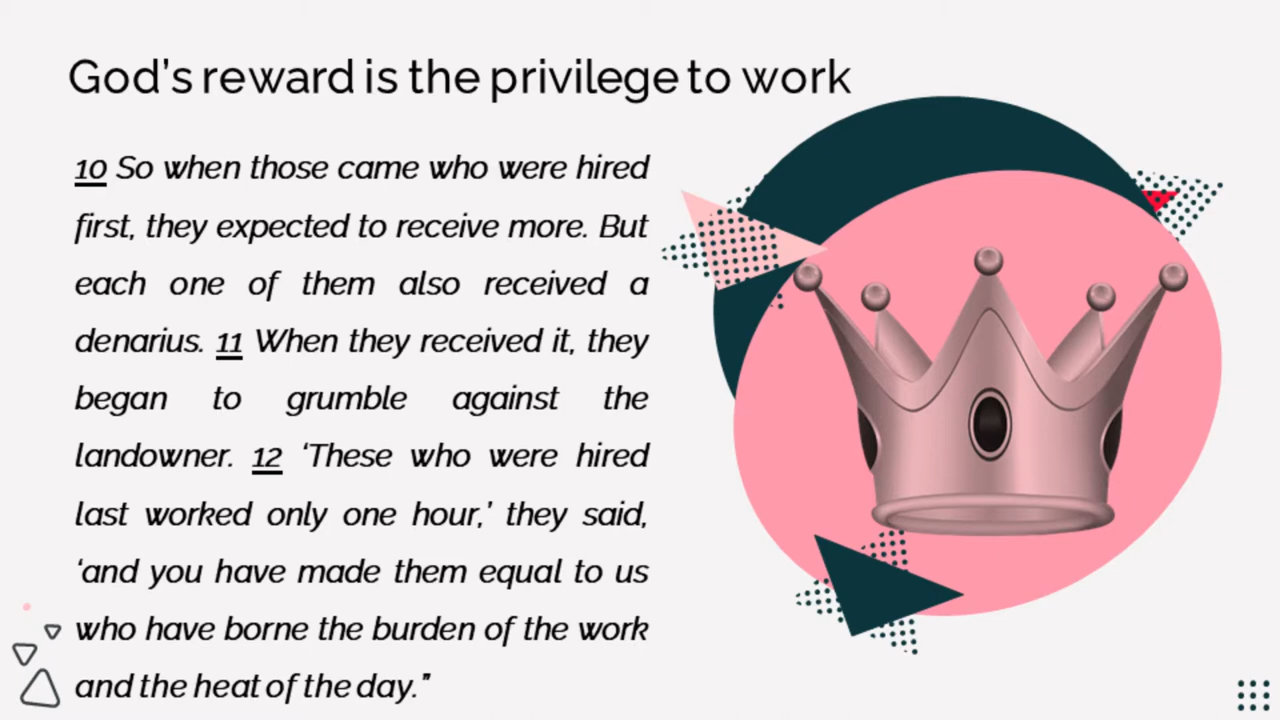 God's reward is the privilege to work
10 So when those came who were hired
first, they expected to receive more. But
each one of them also received a
denarius. 11 When they received it, they
began to grumble against the
landowner. 12 ‘These who were hired
last worked only one hour,’ they said,
‘and you have made them equal to us
who have borne the burden of the work
and the heat of the day.”